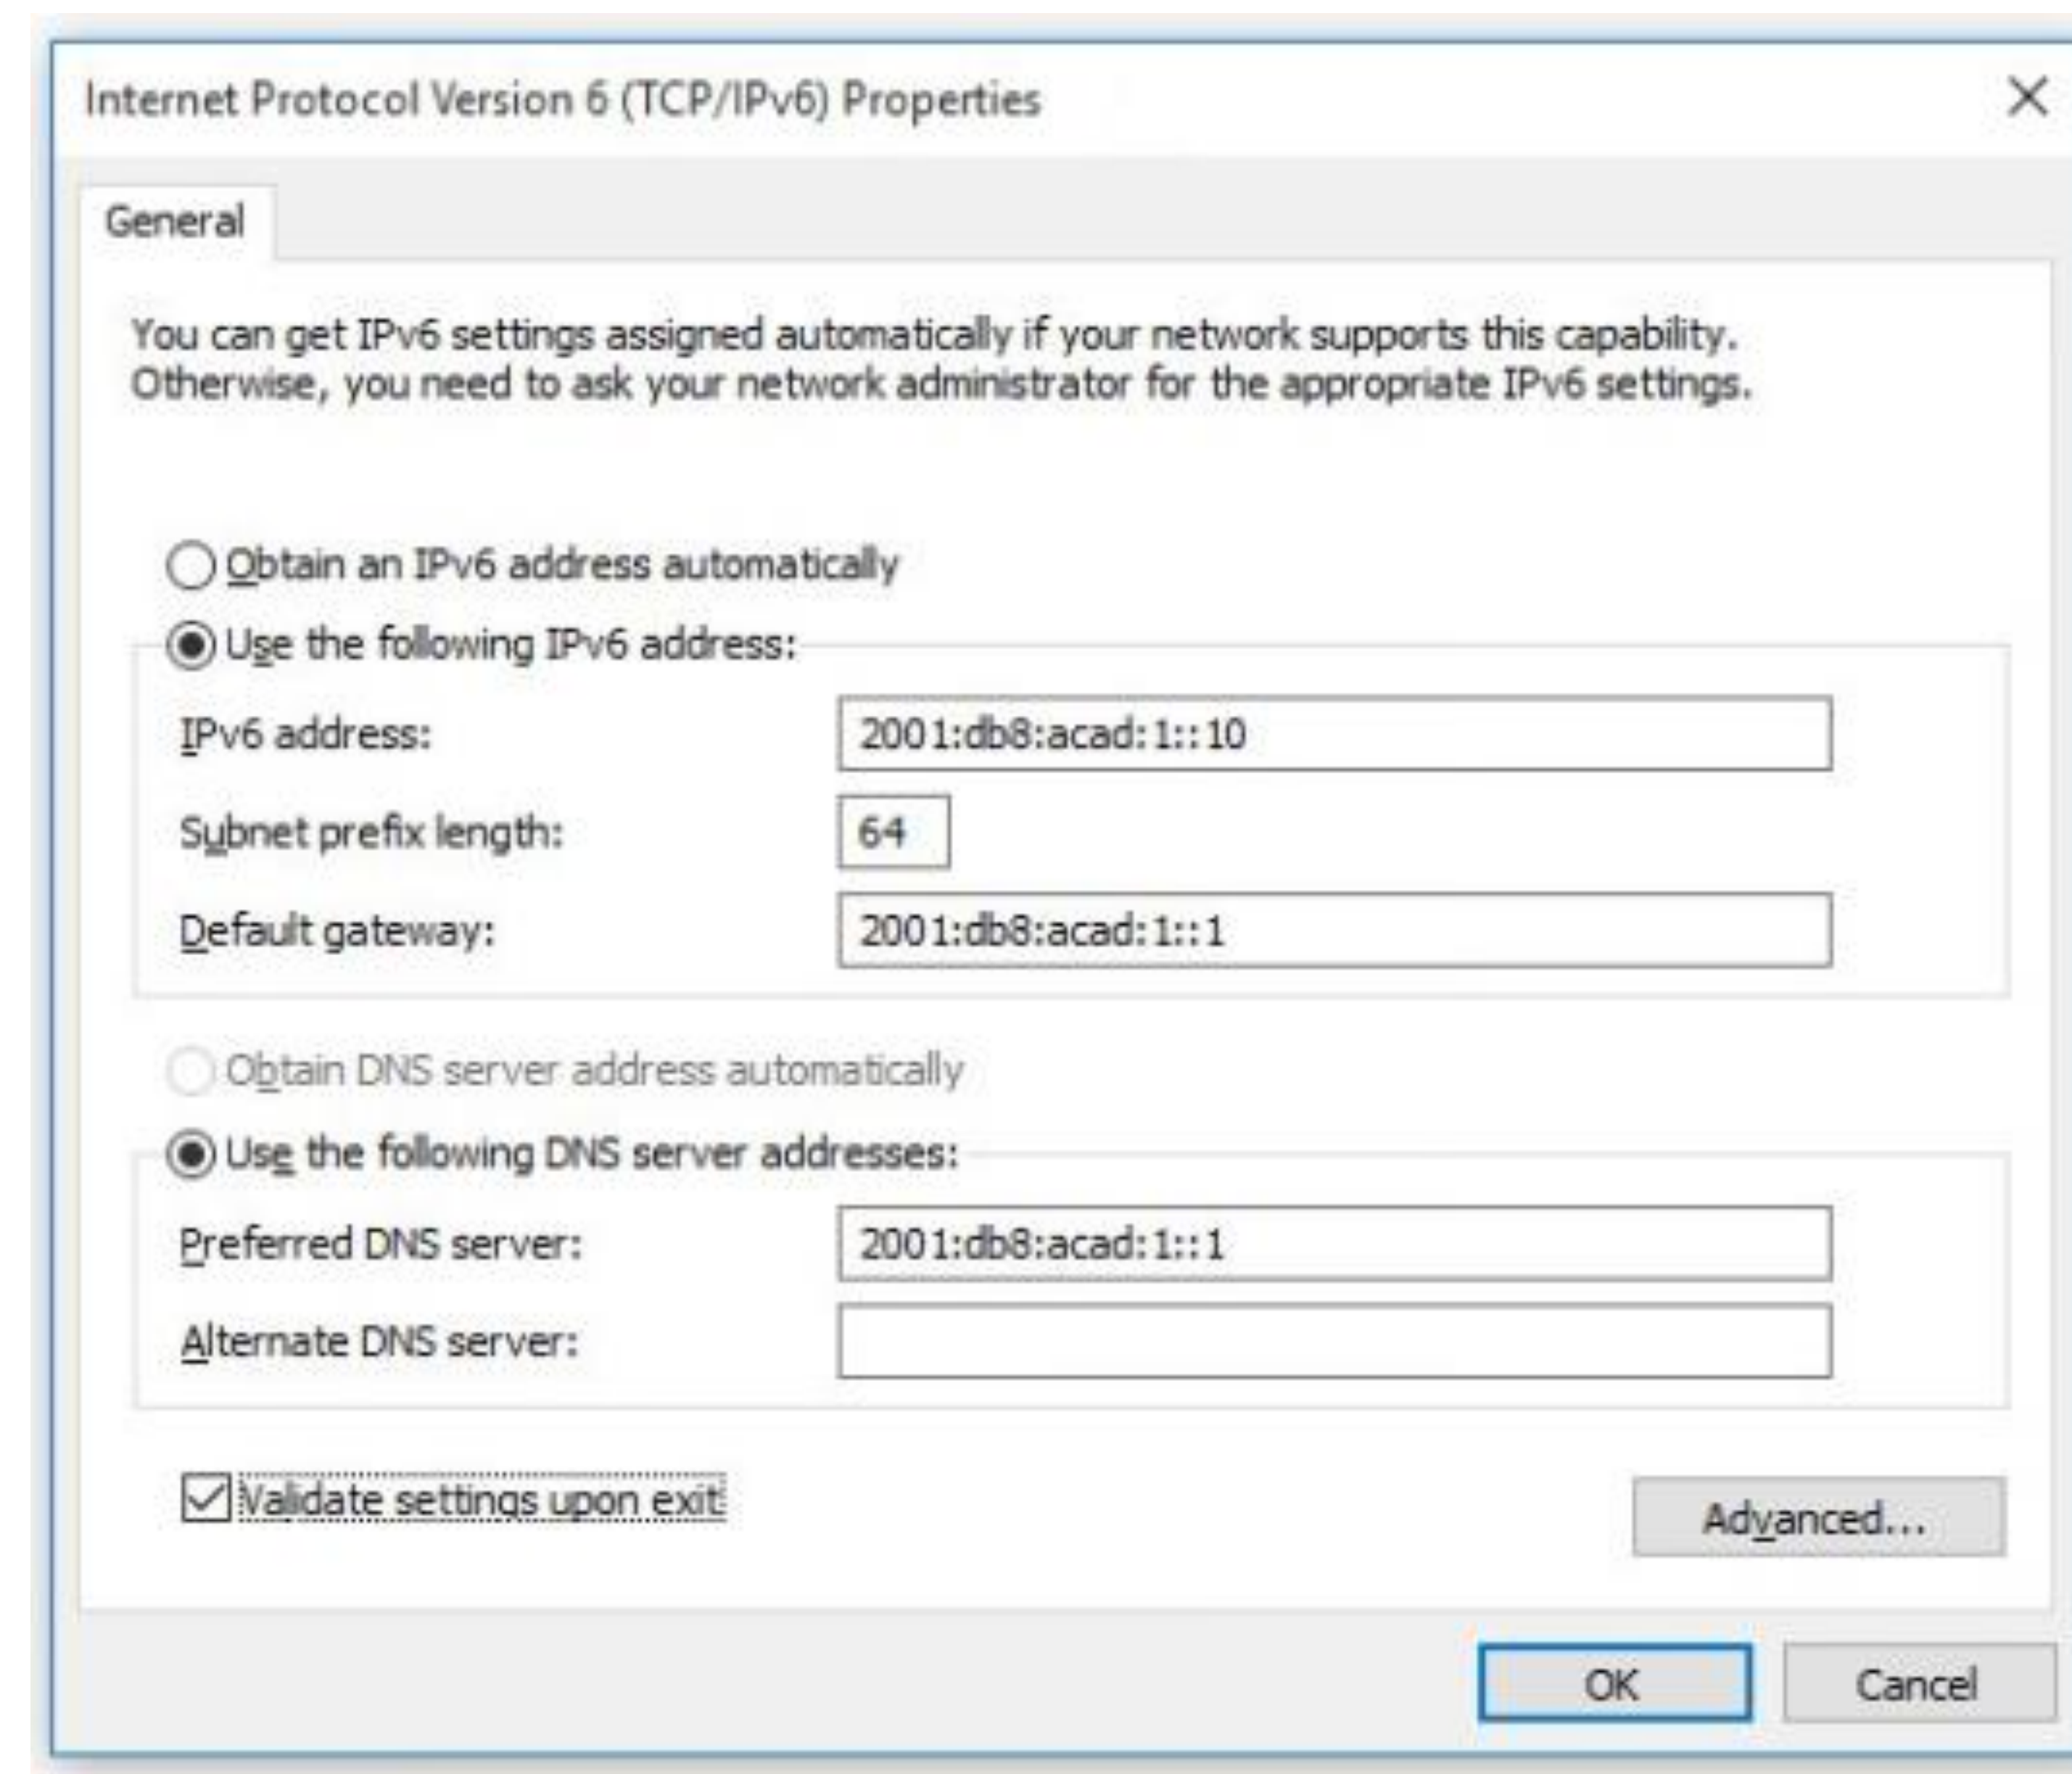 Internet Protocol Version 6 (TCP/IPv6) Properties
General
You can get IPv6 settings assigned automatically if your network supports this capability.
Otherwise, you need to ask your network administrator for the appropriate IPv6 settings.
Obtain an IPv6 address automatically
Use the following IPv6 address:
IPv6 address: 2001:db8:acad:1::10
Subnet prefix length: 64
Default gateway: 2001:db8:acad:1::1
Obtain DNS server address automatically
Use the following DNS server addresses:
Preferred DNS server: 2001:db8:acad:1::1
Alternate DNS server:
Validate settings upon exit
Advanced...
OK Cancel